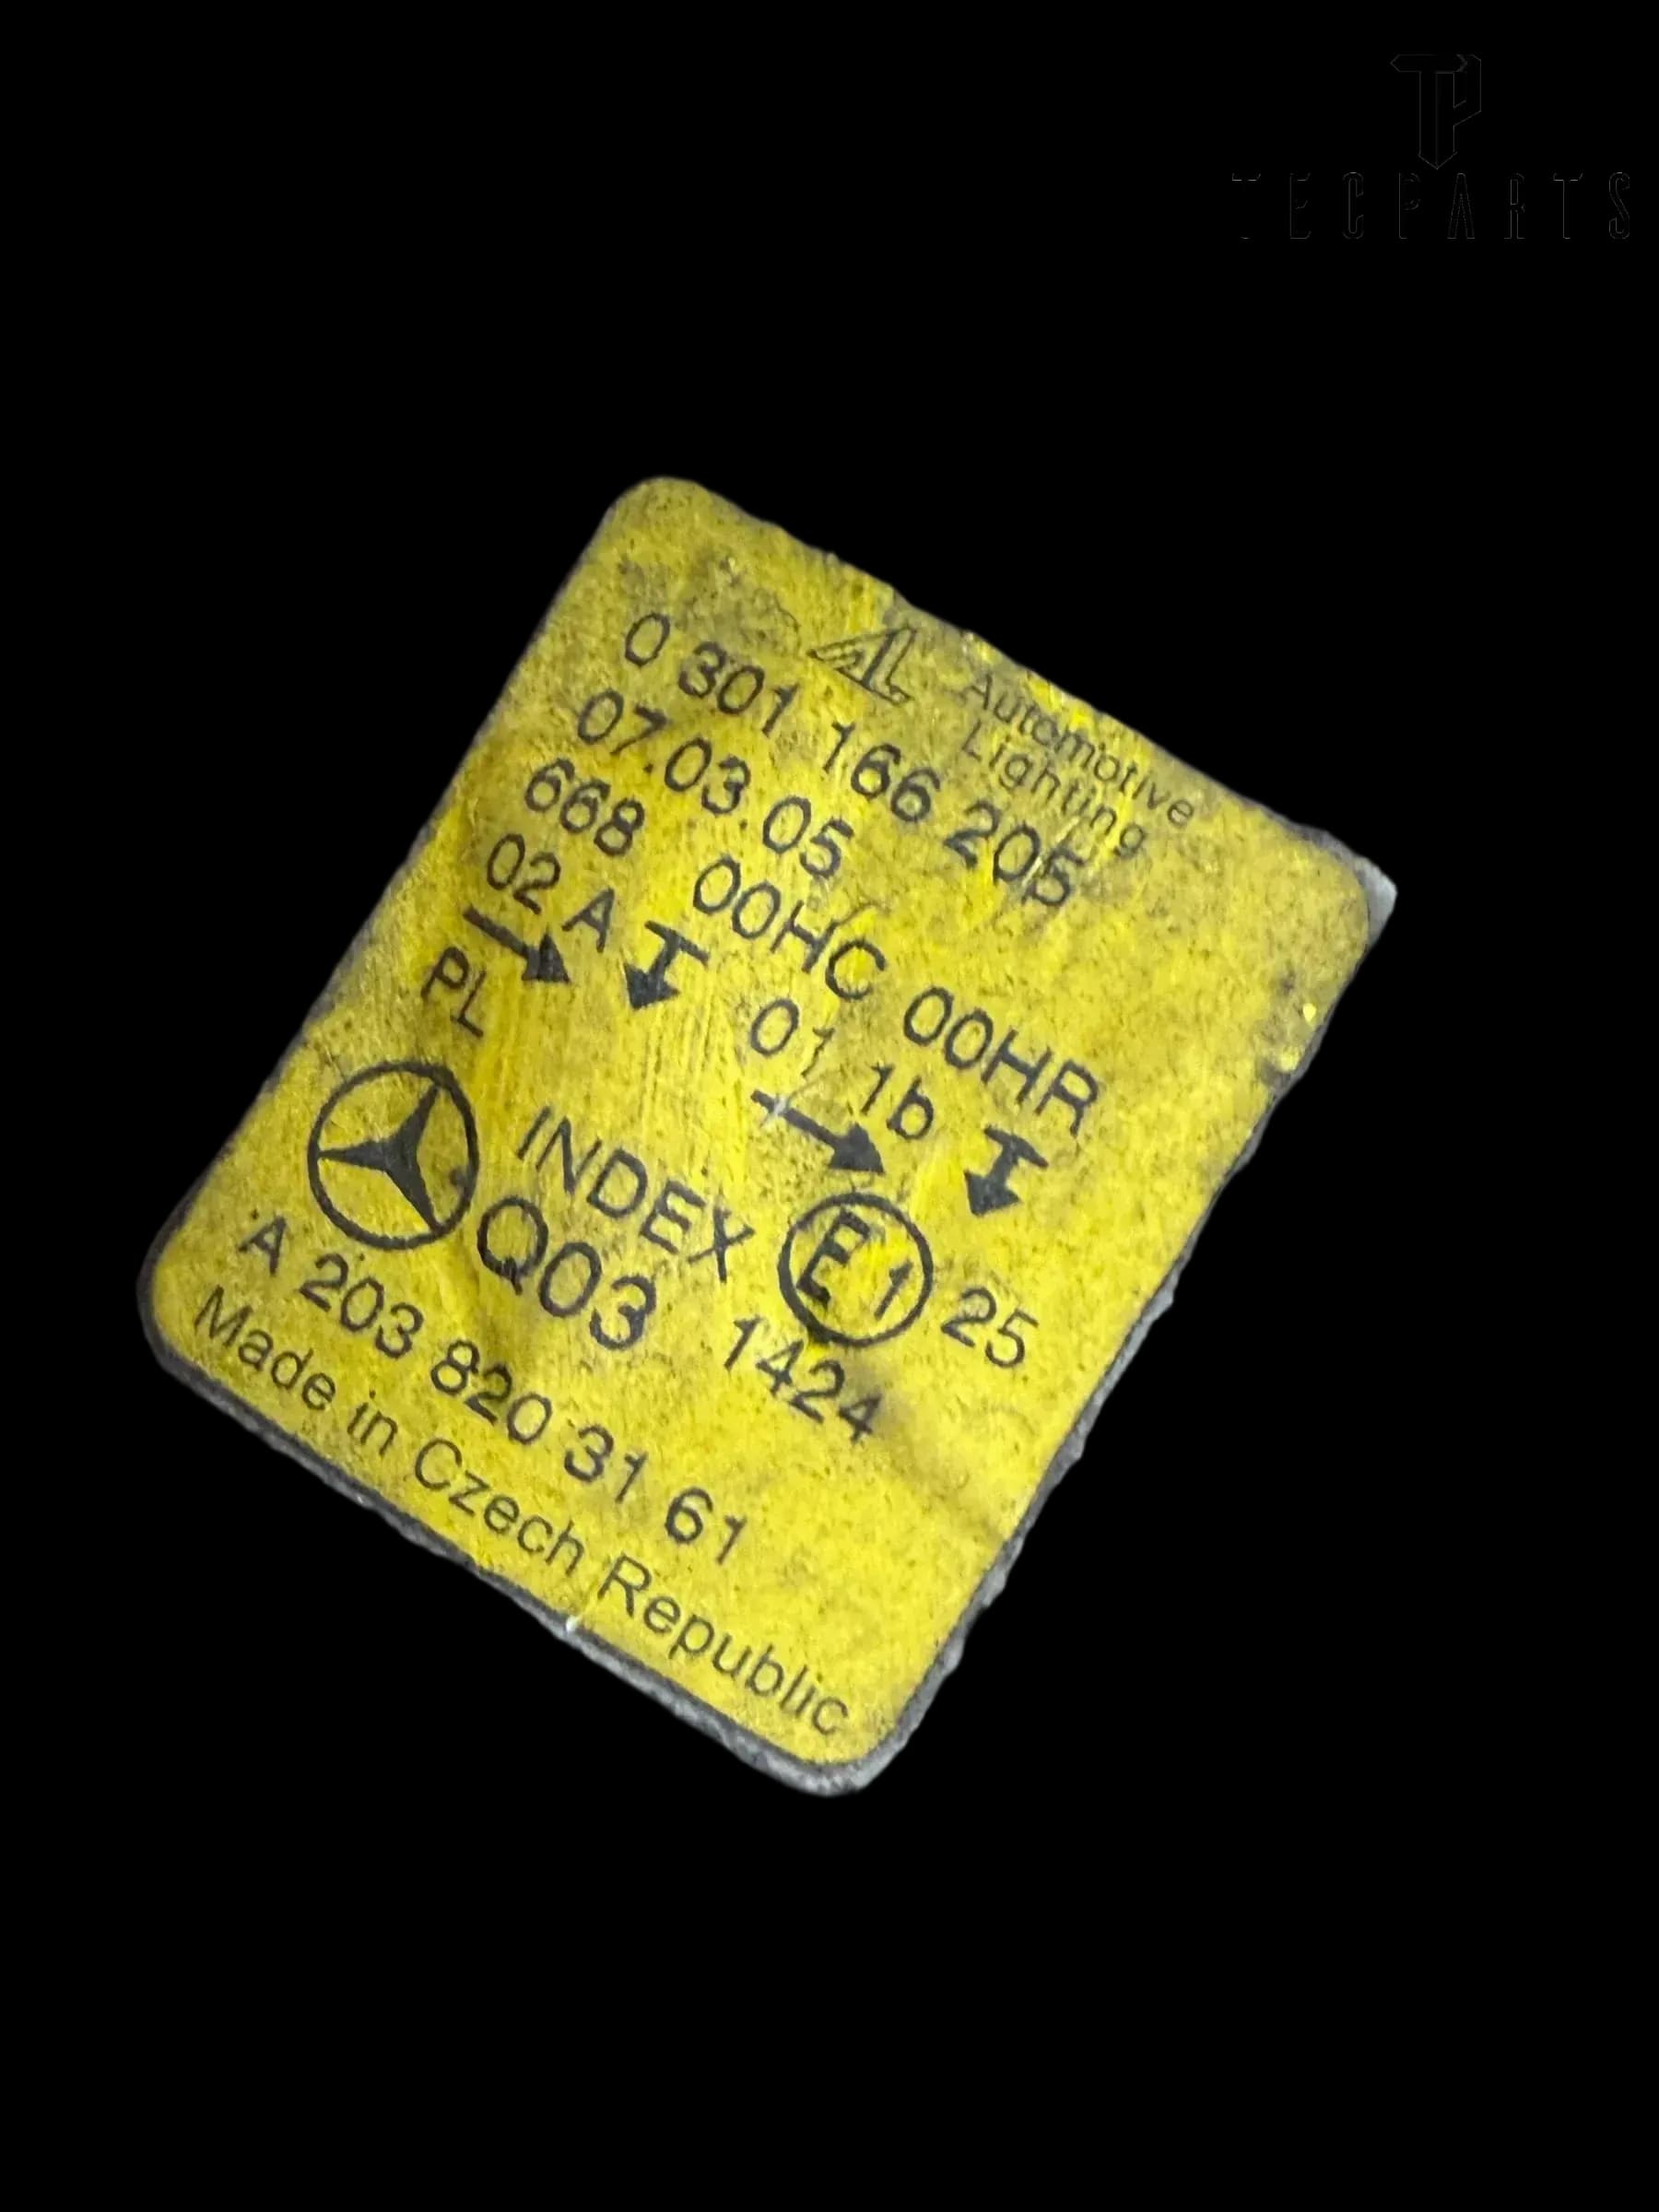 TECPARTS
AL Automotive
Lighting
0 301 166 205
07.03.05
668 00HC 00HR
02 A 01 1b
PL
INDEX E1 25
Q03 1424
A 203 820 31 61
Made in Czech Republic